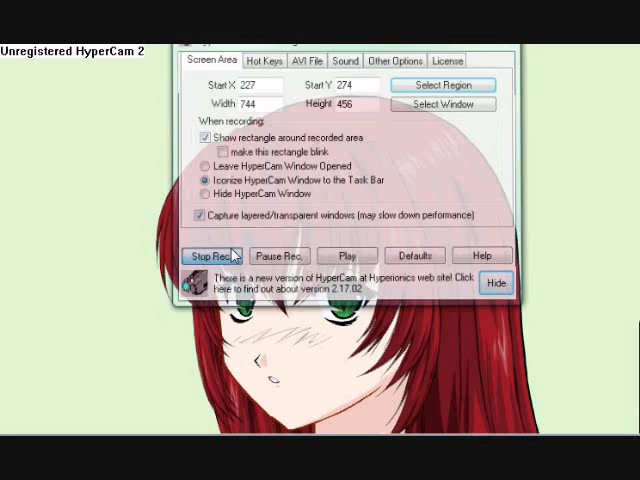 Unregistered HyperCam 2
Screen Area Hot Keys AVI File Sound Other Options License
Start X 227 Start Y 274 Select Region
Width 744 Height 456 Select Window
When recording:
Show rectangle around recorded area
make this rectangle blink
Leave HyperCam Window Opened
Iconize HyperCam Window to the Task Bar
Hide HyperCam Window
Capture layered/transparent windows (may slow down performance)
Stop Rec. Pause Rec. Play Defaults Help
There is a new version of HyperCam at Hyperionics web site! Click
here to find out about version 2.17.02
Hide